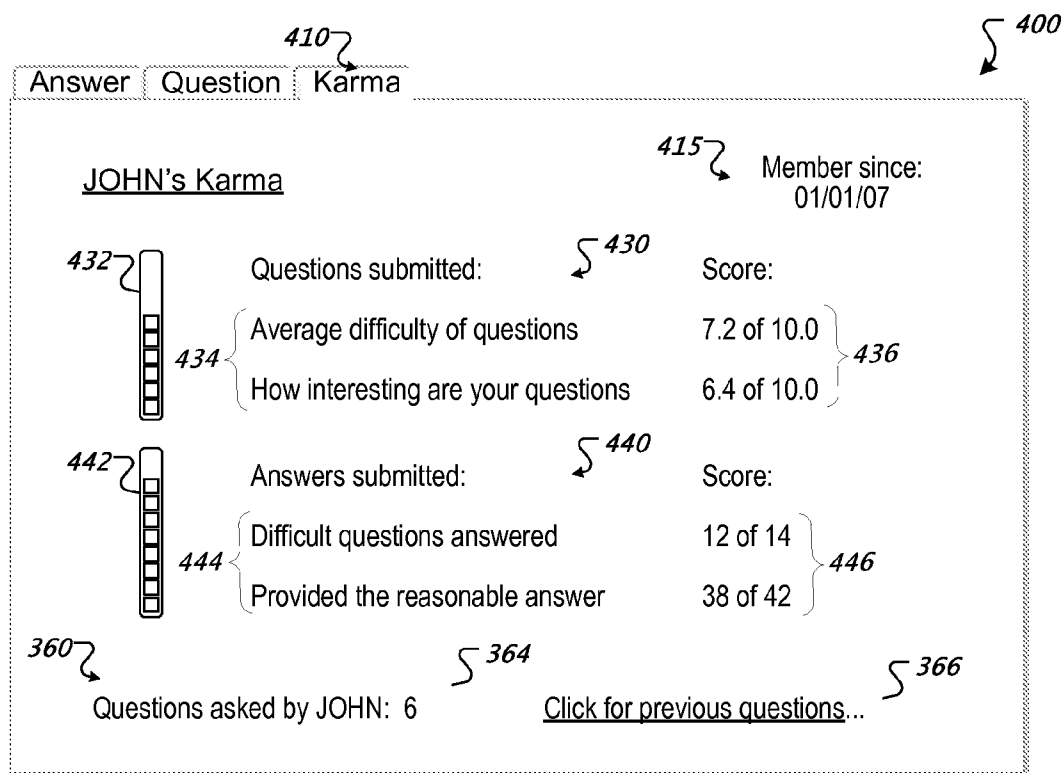 410 400
Answer Question Karma
JOHN's Karma 415 Member since:
01/01/07
432 Questions submitted: 430 Score:
434 Average difficulty of questions 7.2 of 10.0 436
How interesting are your questions 6.4 of 10.0
442 Answers submitted: 440 Score:
444 Difficult questions answered 12 of 14 446
Provided the reasonable answer 38 of 42
360 364 366
Questions asked by JOHN: 6 Click for previous questions...